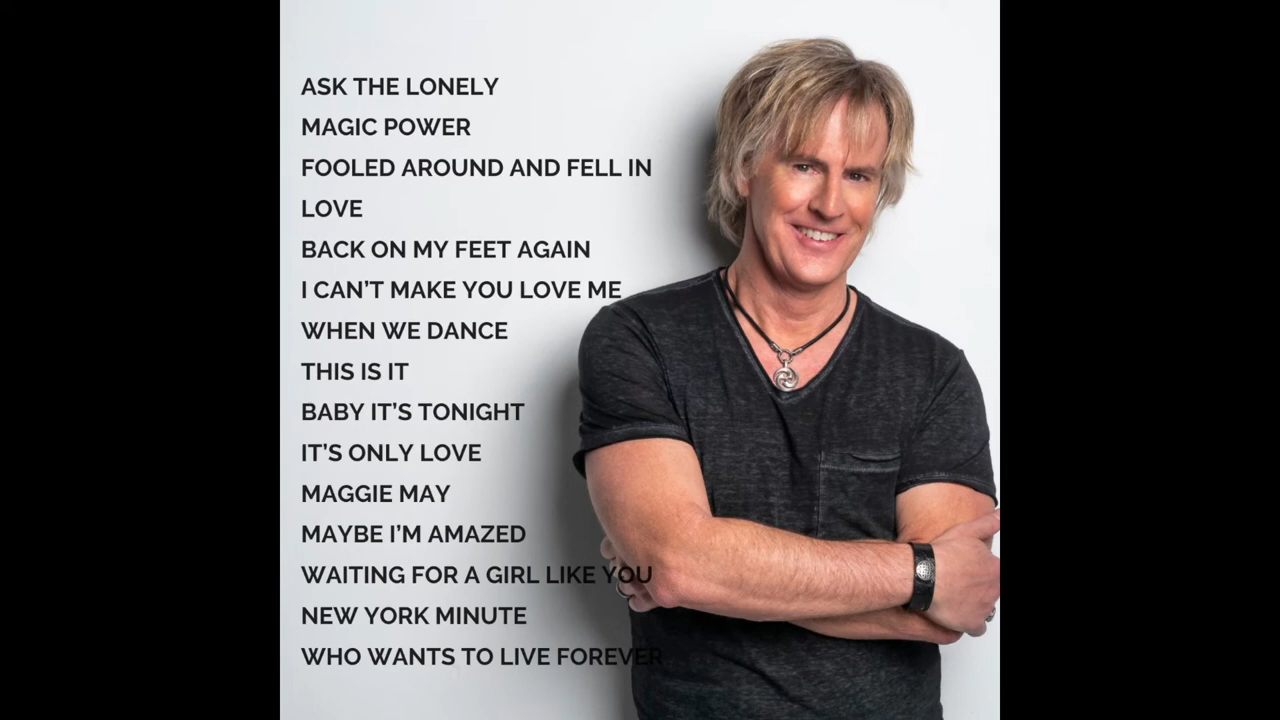 ASK THE LONELY
MAGIC POWER
FOOLED AROUND AND FELL IN
LOVE
BACK ON MY FEET AGAIN
I CAN'T MAKE YOU LOVE ME
WHEN WE DANCE
THIS IS IT
BABY IT'S TONIGHT
IT'S ONLY LOVE
MAGGIE MAY
MAYBE I'M AMAZED
WAITING FOR A GIRL LIKE YOU
NEW YORK MINUTE
WHO WANTS TO LIVE FOREVER